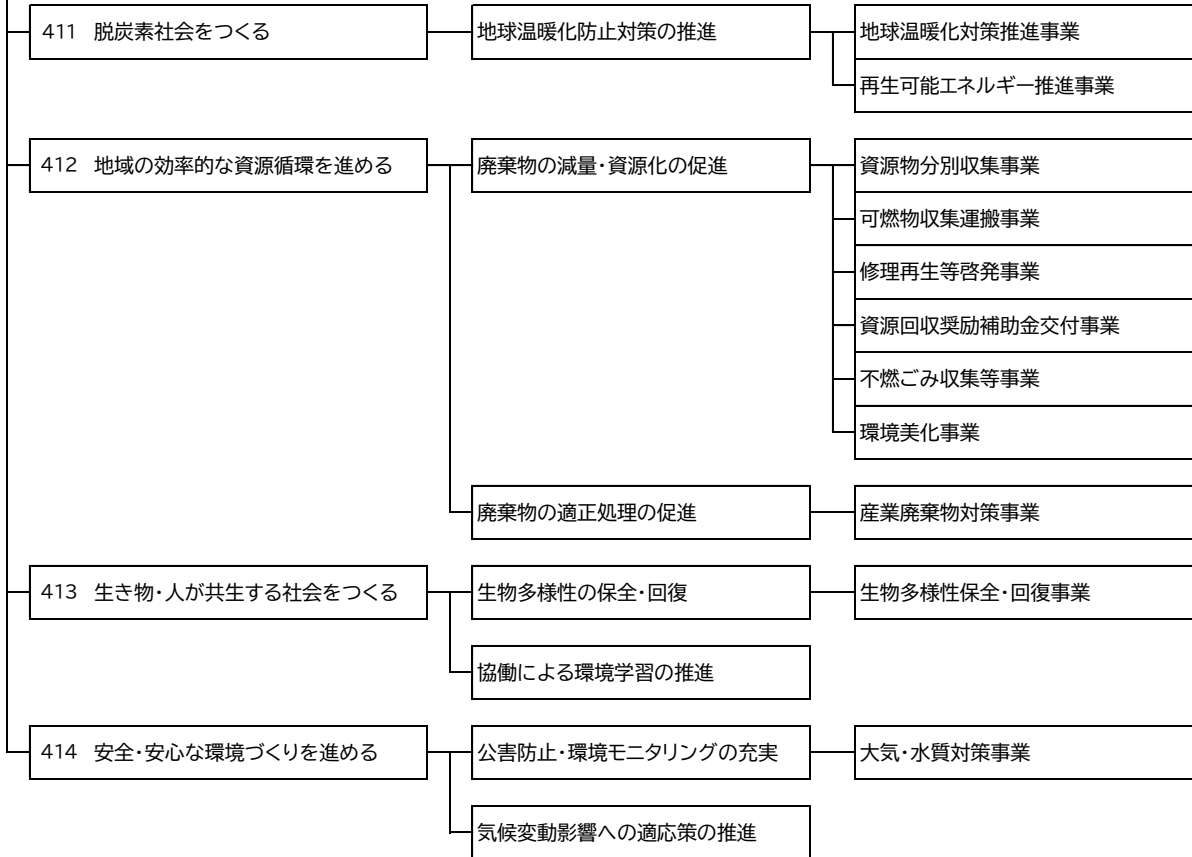 411 脱炭素社会をつくる
地球温暖化防止対策の推進
地球温暖化対策推進事業
再生可能エネルギー推進事業
412 地域の効率的な資源循環を進める
廃棄物の減量・資源化の促進
資源物分別収集事業
可燃物収集運搬事業
修理再生等啓発事業
資源回収奨励補助金交付事業
不燃ごみ収集等事業
環境美化事業
廃棄物の適正処理の促進
産業廃棄物対策事業
413 生き物・人が共生する社会をつくる
生物多様性の保全・回復
生物多様性保全・回復事業
協働による環境学習の推進
414 安全・安心な環境づくりを進める
公害防止・環境モニタリングの充実
大気・水質対策事業
気候変動影響への適応策の推進